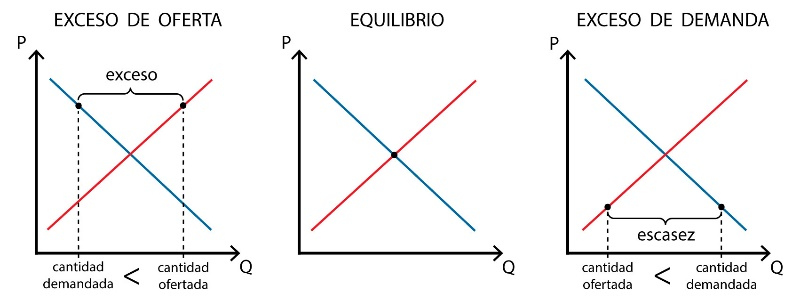 EXCESO DE OFERTA
P
exceso
Q
cantidad demandada < cantidad ofertada
EQUILIBRIO
P
Q
EXCESO DE DEMANDA
P
escasez
Q
cantidad ofertada < cantidad demandada